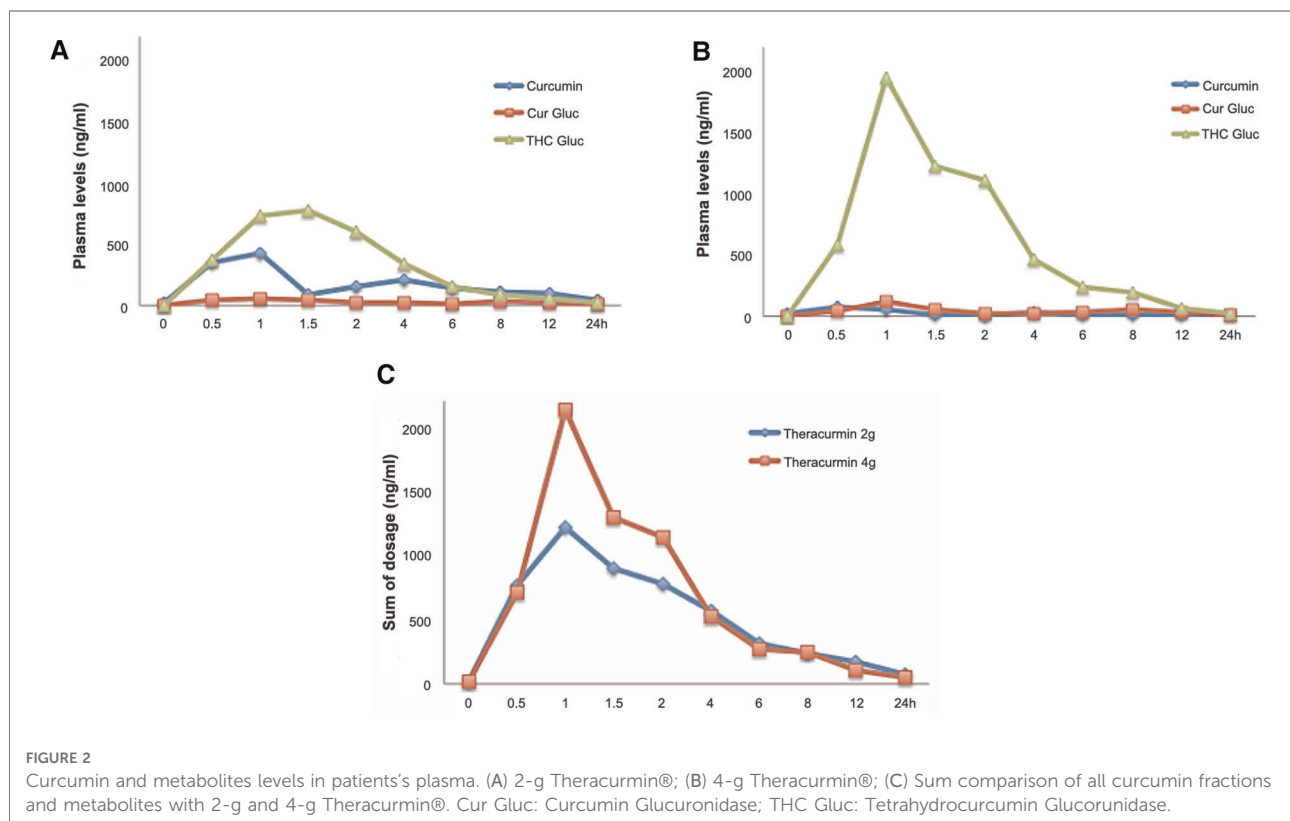 A
Plasma levels (ng/ml)
2000
1500
1000
500
0
Curcumin
Cur Gluc
THC Gluc
0 0.5 1 1.5 2 4 6 8 12 24h
B
Plasma levels (ng/ml)
2000
1500
1000
500
0
Curcumin
Cur Gluc
THC Gluc
0 0.5 1 1.5 2 4 6 8 12 24h
C
Sum of dosage (ng/ml)
2000
1500
1000
500
0
Theracurmin 2g
Theracurmin 4g
0 0.5 1 1.5 2 4 6 8 12 24h
FIGURE 2
Curcumin and metabolites levels in patients's plasma. (A) 2-g Theracurmin®; (B) 4-g Theracurmin®; (C) Sum comparison of all curcumin fractions
and metabolites with 2-g and 4-g Theracurmin®. Cur Gluc: Curcumin Glucuronidase; THC Gluc: Tetrahydrocurcumin Glucorunidase.